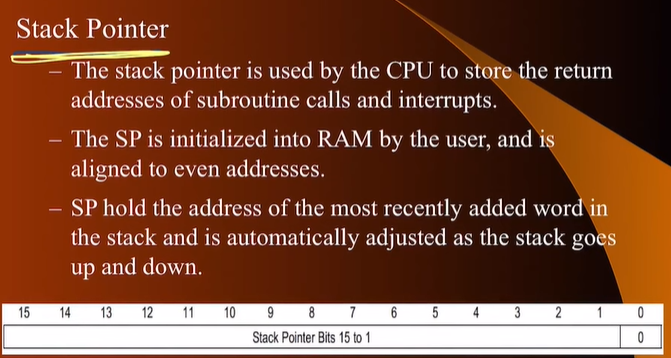 Stack Pointer
– The stack pointer is used by the CPU to store the return
addresses of subroutine calls and interrupts.
– The SP is initialized into RAM by the user, and is
aligned to even addresses.
– SP hold the address of the most recently added word in
the stack and is automatically adjusted as the stack goes
up and down.
15 14 13 12 11 10 9 8 7 6 5 4 3 2 1 0
Stack Pointer Bits 15 to 1 0